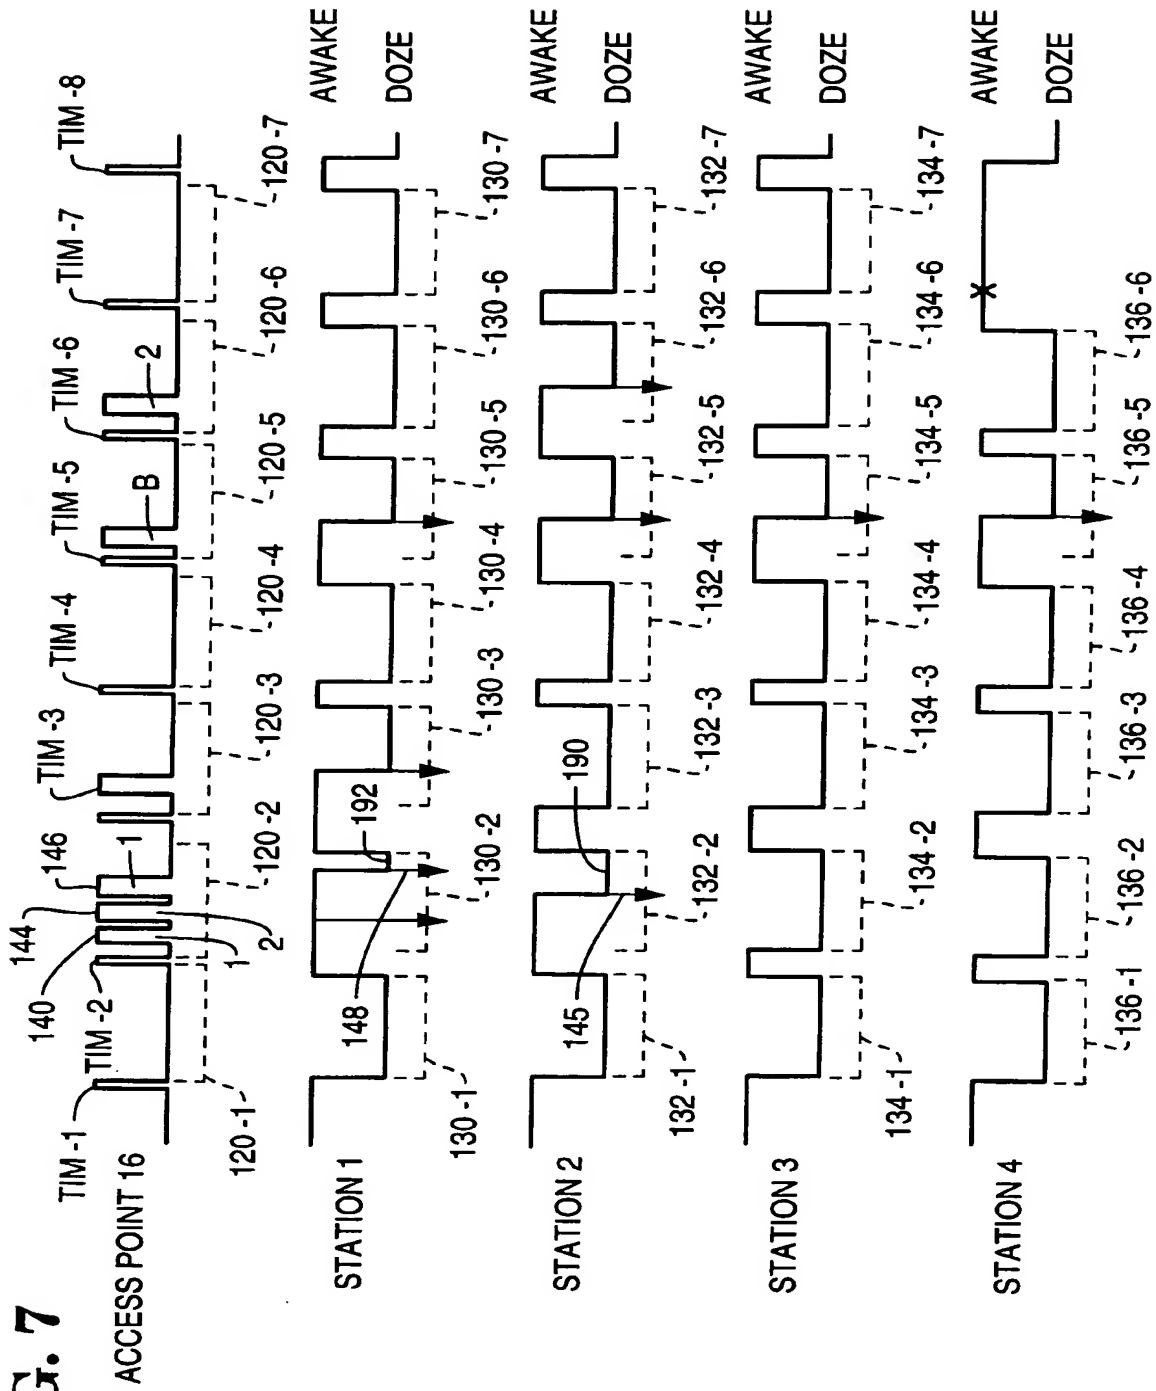 G. 7
ACCESS POINT 16
TIM -1
TIM -2
140
144
146
TIM -3
TIM -4
TIM -5
TIM -6
TIM -7
TIM -8
1
2
1
B
2
120 -1
120 -2
120 -3
120 -4
120 -5
120 -6
120 -7
STATION 1
AWAKE
DOZE
148
192
130 -1
130 -2
130 -3
130 -4
130 -5
130 -6
130 -7
STATION 2
AWAKE
DOZE
145
190
132 -1
132 -2
132 -3
132 -4
132 -5
132 -6
132 -7
STATION 3
AWAKE
DOZE
134 -1
134 -2
134 -3
134 -4
134 -5
134 -6
134 -7
STATION 4
AWAKE
DOZE
136 -1
136 -2
136 -3
136 -4
136 -5
136 -6